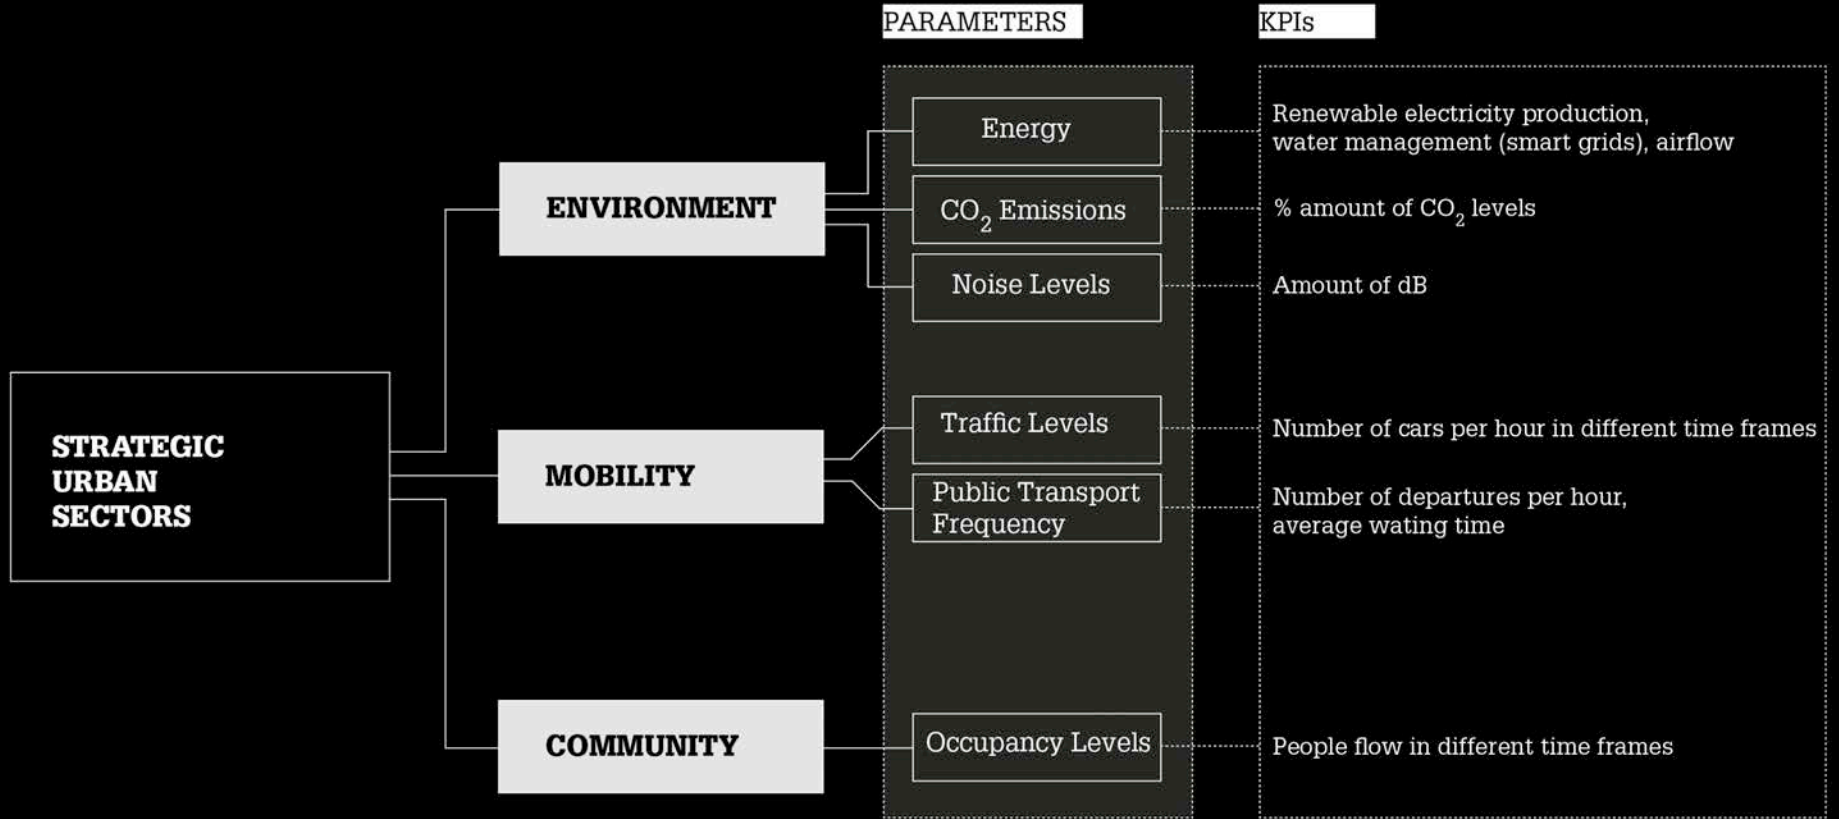 PARAMETERS
KPIs
STRATEGIC
URBAN
SECTORS
ENVIRONMENT
Energy
Renewable electricity production,
water management (smart grids), airflow
CO₂ Emissions
% amount of CO₂ levels
Noise Levels
Amount of dB
MOBILITY
Traffic Levels
Number of cars per hour in different time frames
Public Transport
Frequency
Number of departures per hour,
average wating time
COMMUNITY
Occupancy Levels
People flow in different time frames